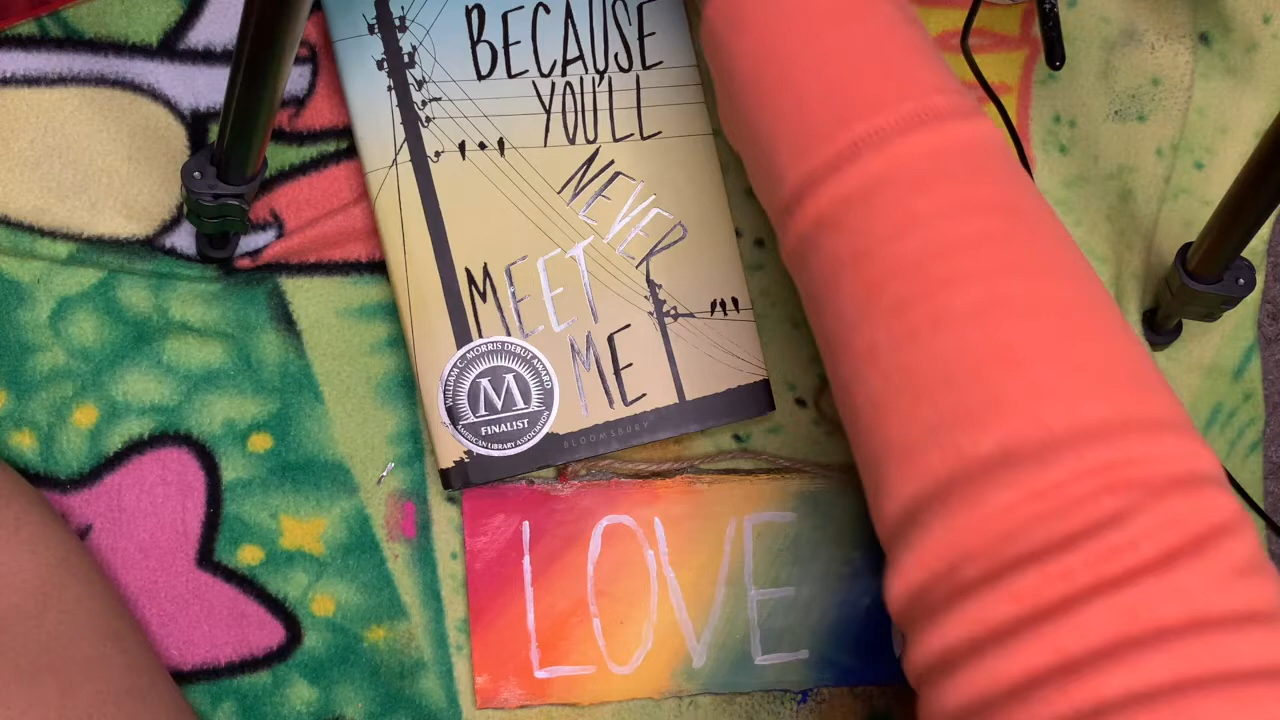 BECAUSE
YOU'LL
NEVER
MEET
ME
WILLIAM C. MORRIS DEBUT AWARD
M
FINALIST
AMERICAN LIBRARY ASSOCIATION
BLOOMSBURY
LOVE